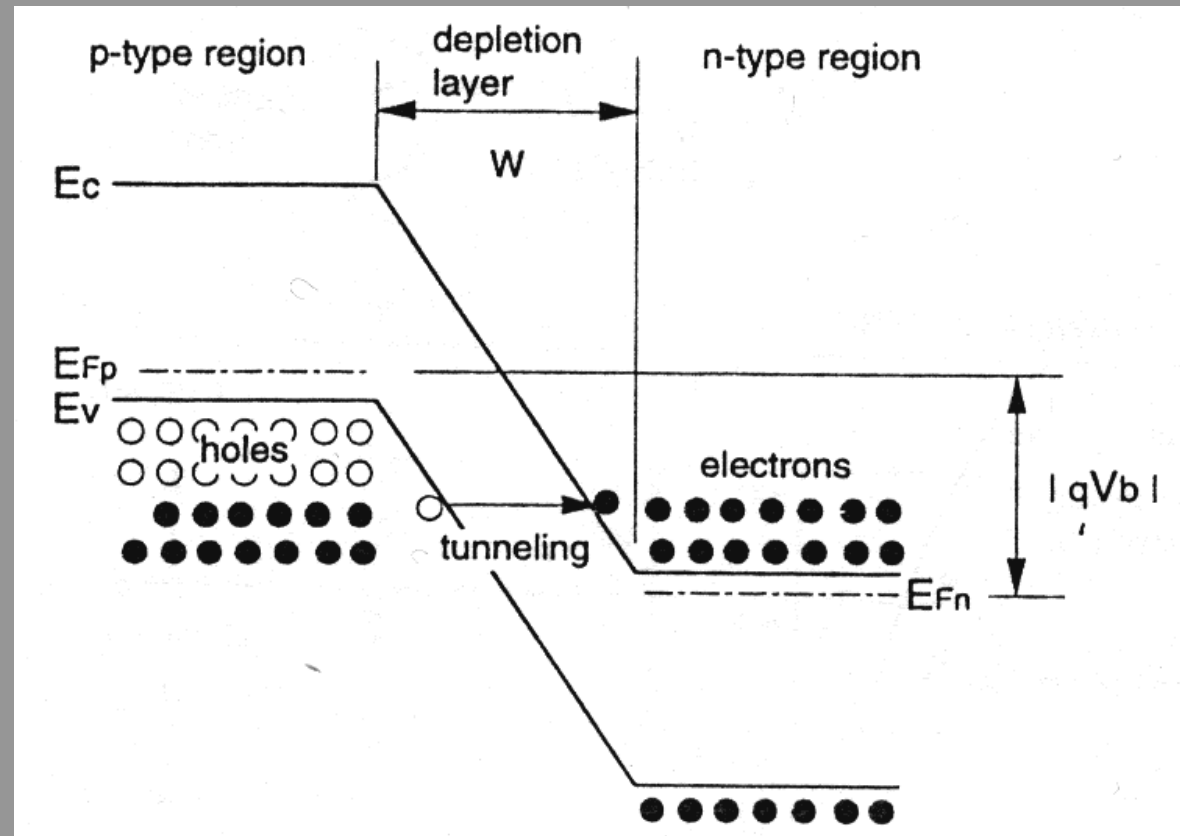 p-type region
depletion
layer
n-type region
W
Ec
EFp
Ev
holes
electrons
| qVb |
tunneling
EFn